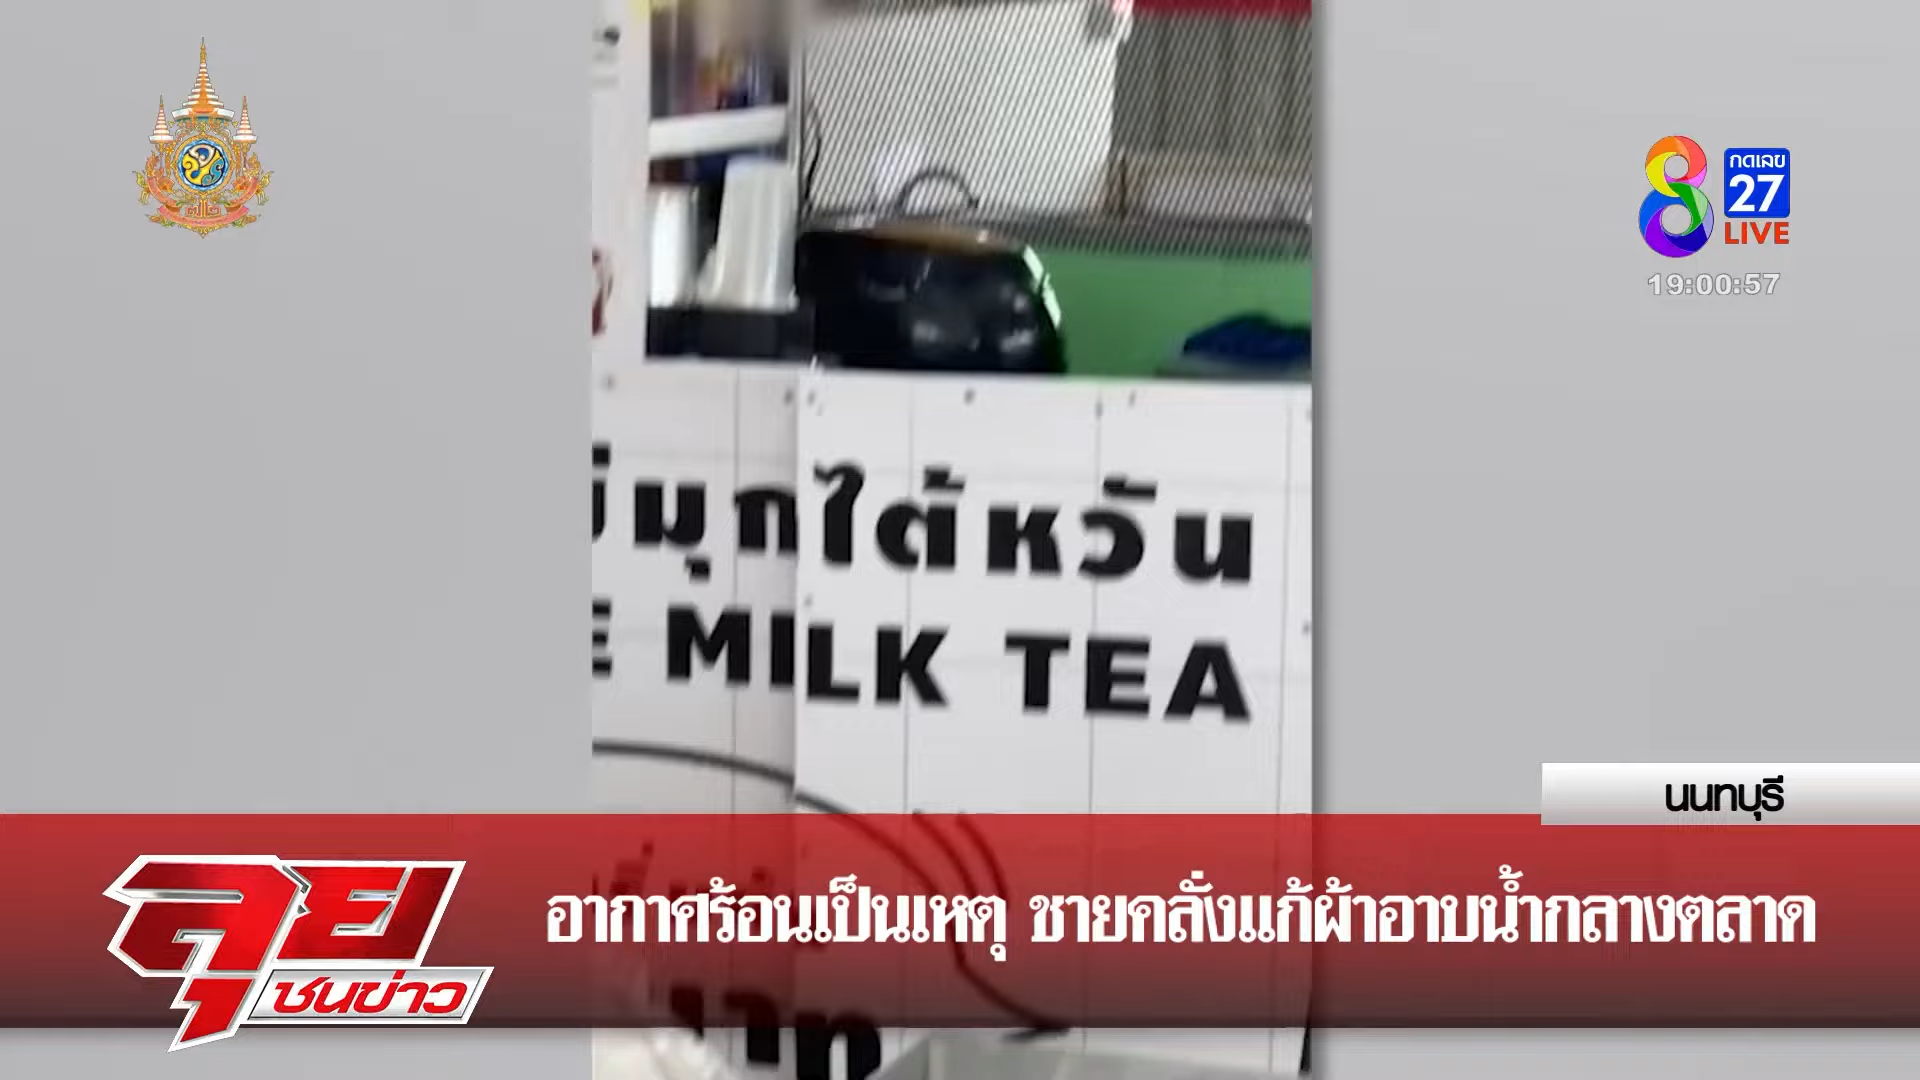 กดเลข
27
LIVE
19:00:57
มุกไต้หวัน
MILK TEA
นนทบุรี
ลุย
ชนข่าว
อากาศร้อนเป็นเหตุ ชายคลั่งแก้ผ้าอาบน้ำกลางตลาด